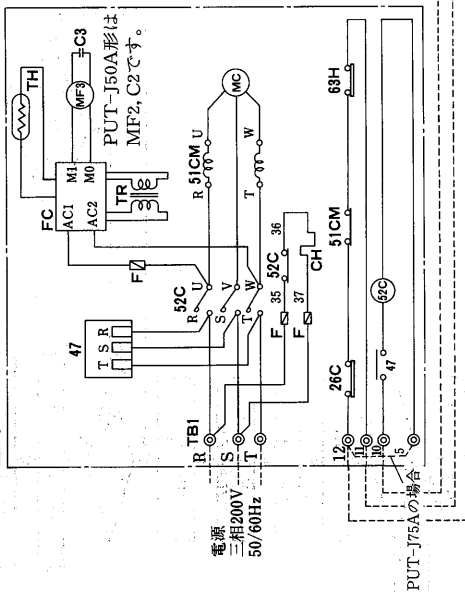 PUT-J50A形は
MF2, C2です。
TH
C3
MF3
M1
M0
FC
AC1
AC2
TR
F
47
T S R
52C
R
S
T
U
V
W
51CM
R
U
T
W
MC
52C
35
36
37
F
F
CH
TB1
R
S
T
電源
三相200V
50/60Hz
26C
51CM
63H
47
52C
12
11
10
5
PUT-J75Aの場合